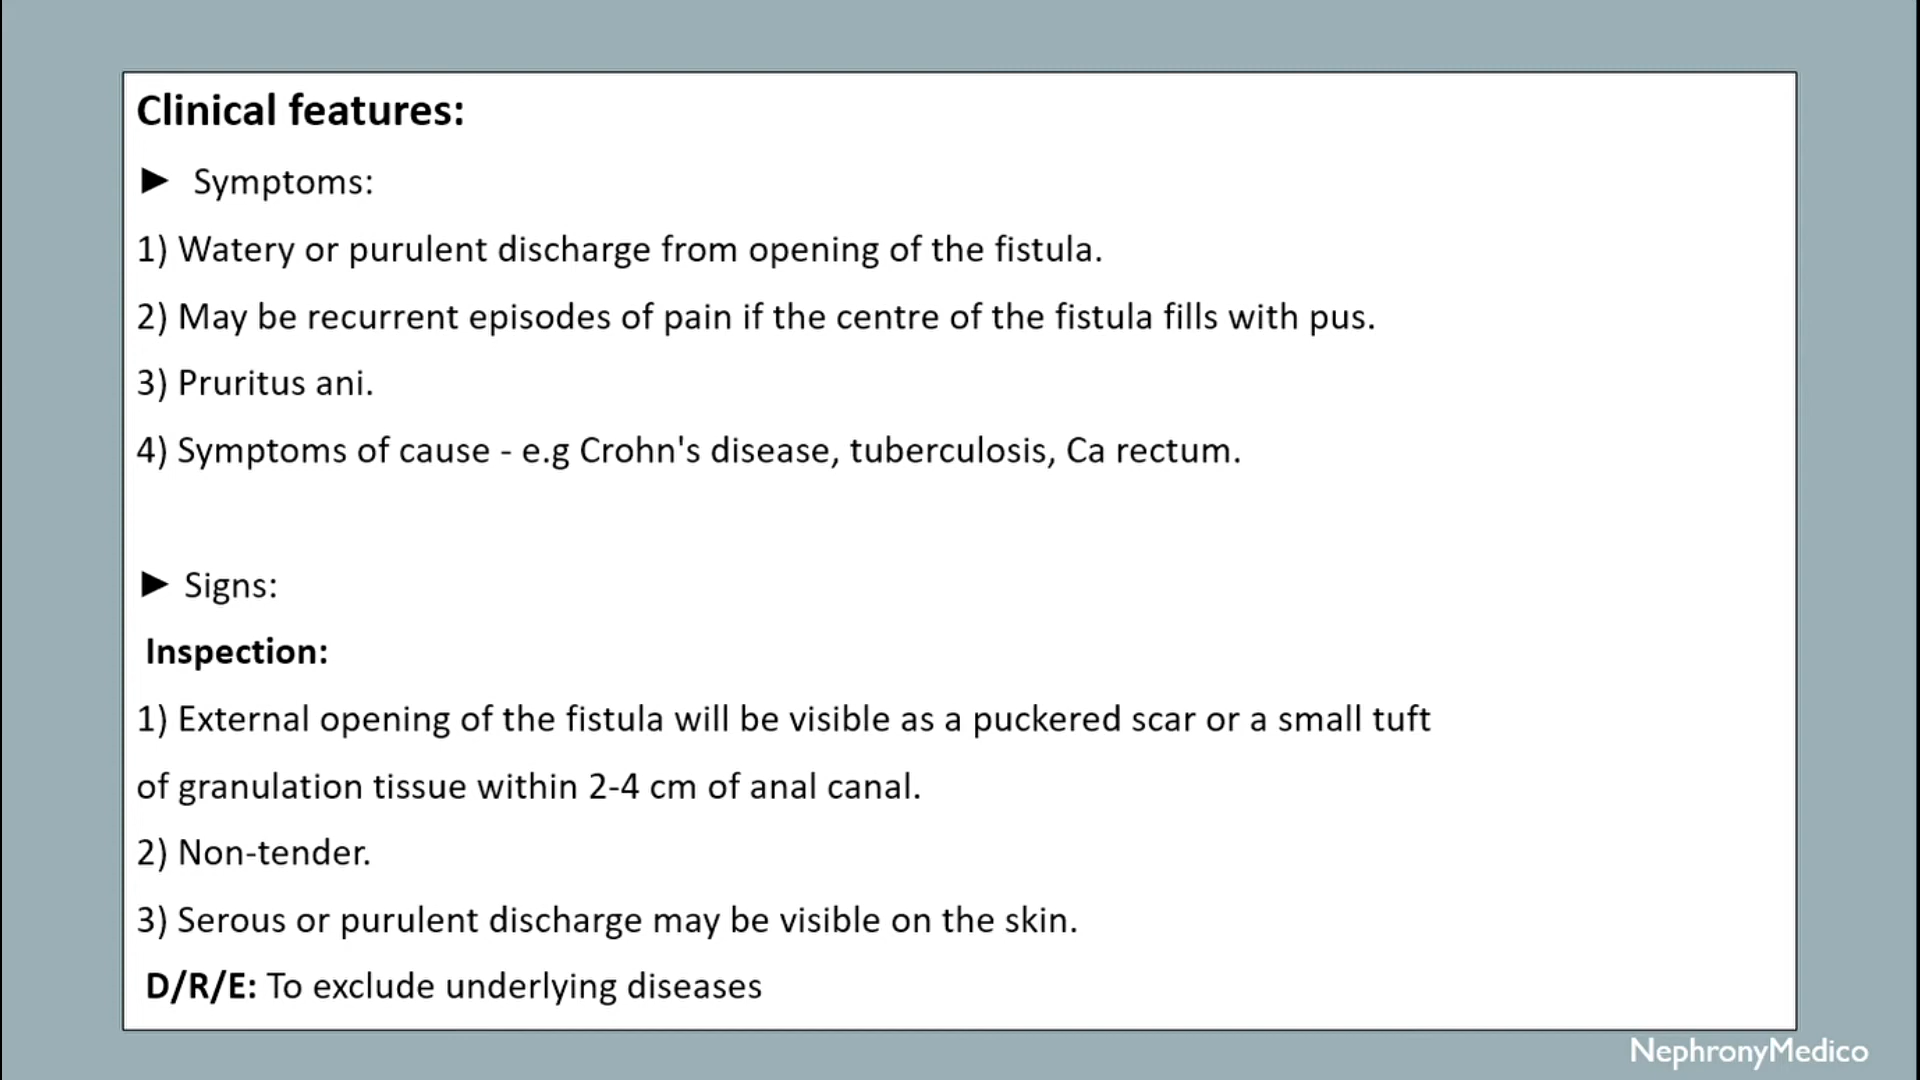 Clinical features:
► Symptoms:
1) Watery or purulent discharge from opening of the fistula.
2) May be recurrent episodes of pain if the centre of the fistula fills with pus.
3) Pruritus ani.
4) Symptoms of cause - e.g Crohn's disease, tuberculosis, Ca rectum.
► Signs:
Inspection:
1) External opening of the fistula will be visible as a puckered scar or a small tuft
of granulation tissue within 2-4 cm of anal canal.
2) Non-tender.
3) Serous or purulent discharge may be visible on the skin.
D/R/E: To exclude underlying diseases
NephronyMedico